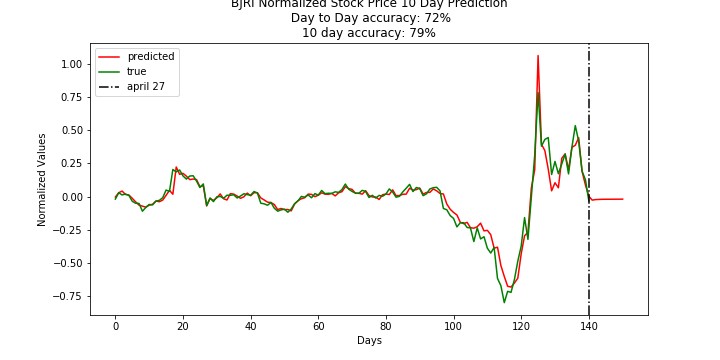 BJRI Normalized Stock Price 10 Day Prediction
Day to Day accuracy: 72%
10 day accuracy: 79%
predicted
true
april 27
Normalized Values
1.00
0.75
0.50
0.25
0.00
−0.25
−0.50
−0.75
0 20 40 60 80 100 120 140
Days